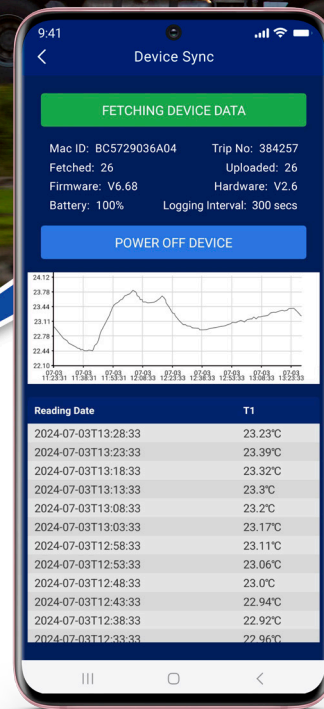 9:41
Device Sync
FETCHING DEVICE DATA
Mac ID: BC5729036A04 Trip No: 384257
Fetched: 26 Uploaded: 26
Firmware: V6.68 Hardware: V2.6
Battery: 100% Logging Interval: 300 secs
POWER OFF DEVICE
24.12
23.78
23.44
23.11
22.78
22.44
22.10
07-03 07-03 07-03 07-03 07-03 07-03 07-03 07-03 07-03
11:23:31 11:38:31 11:53:31 12:08:33 12:23:33 12:38:33 12:53:33 13:08:33 13:23:33
Reading Date T1
2024-07-03T13:28:33 23.23°C
2024-07-03T13:23:33 23.39°C
2024-07-03T13:18:33 23.32°C
2024-07-03T13:13:33 23.3°C
2024-07-03T13:08:33 23.2°C
2024-07-03T13:03:33 23.17°C
2024-07-03T12:58:33 23.11°C
2024-07-03T12:53:33 23.06°C
2024-07-03T12:48:33 23.0°C
2024-07-03T12:43:33 22.94°C
2024-07-03T12:38:33 22.92°C
2024-07-03T12:33:33 22.96°C